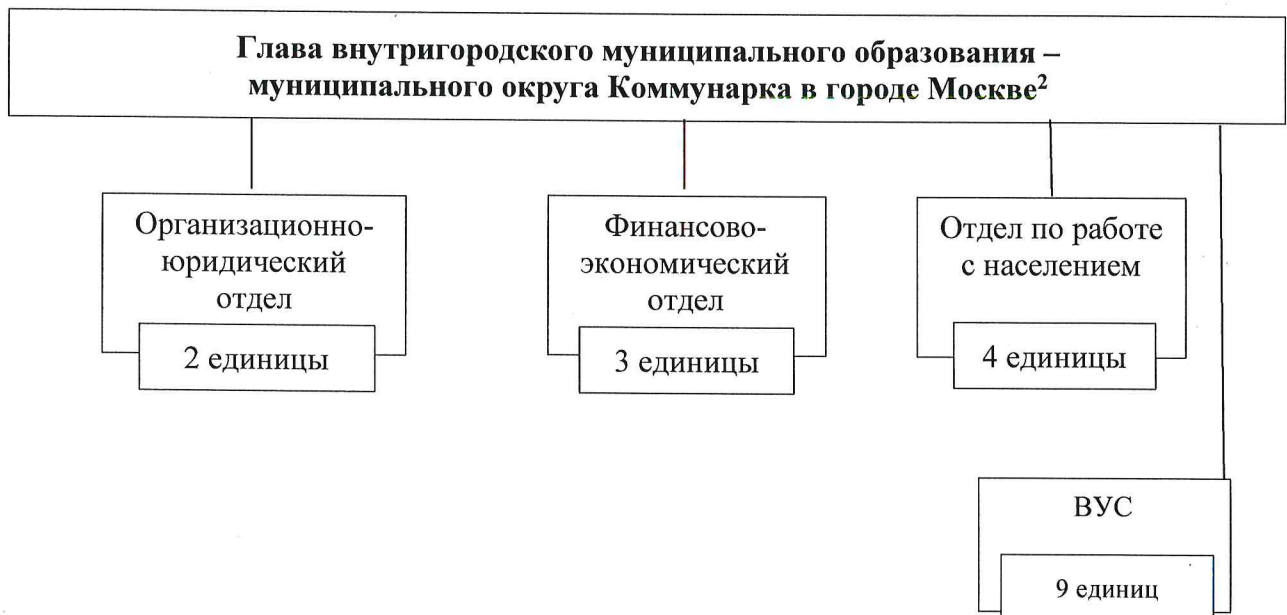 Глава внутригородского муниципального образования –
муниципального округа Коммунарка в городе Москве²
Организационно-
юридический
отдел
2 единицы
Финансово-
экономический
отдел
3 единицы
Отдел по работе
с населением
4 единицы
ВУС
9 единиц